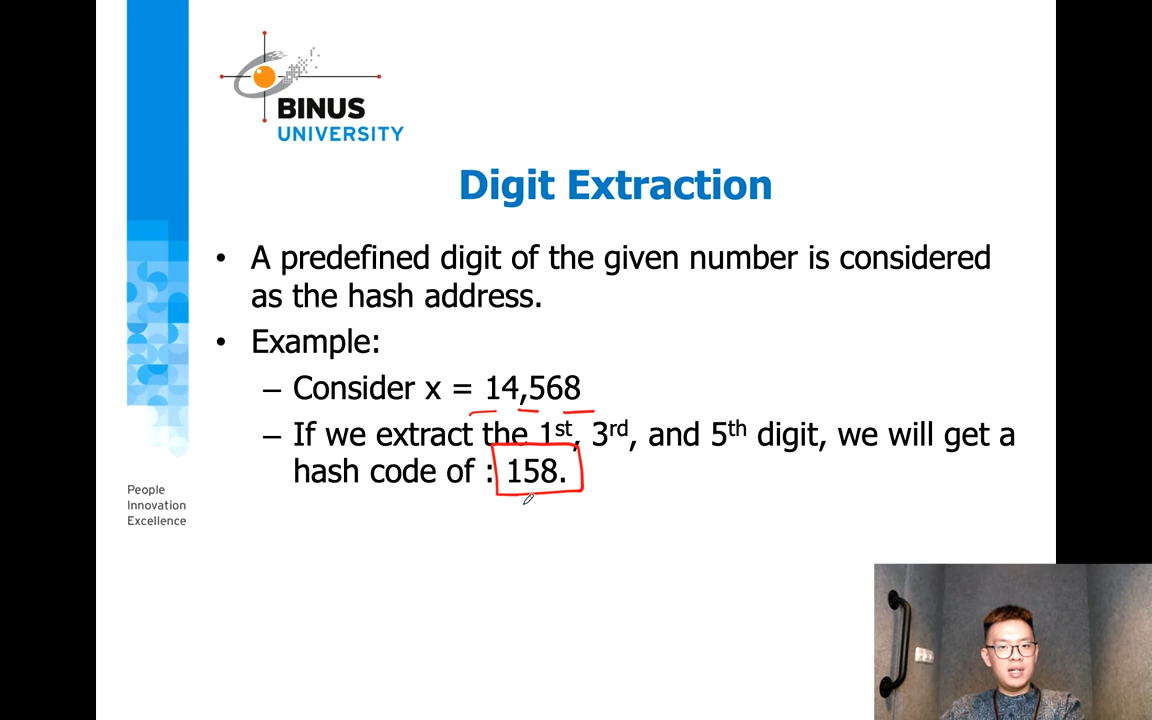 BINUS
UNIVERSITY
Digit Extraction
• A predefined digit of the given number is considered
as the hash address.
• Example:
– Consider x = 14,568
– If we extract the 1st, 3rd, and 5th digit, we will get a
hash code of : 158.
People
Innovation
Excellence